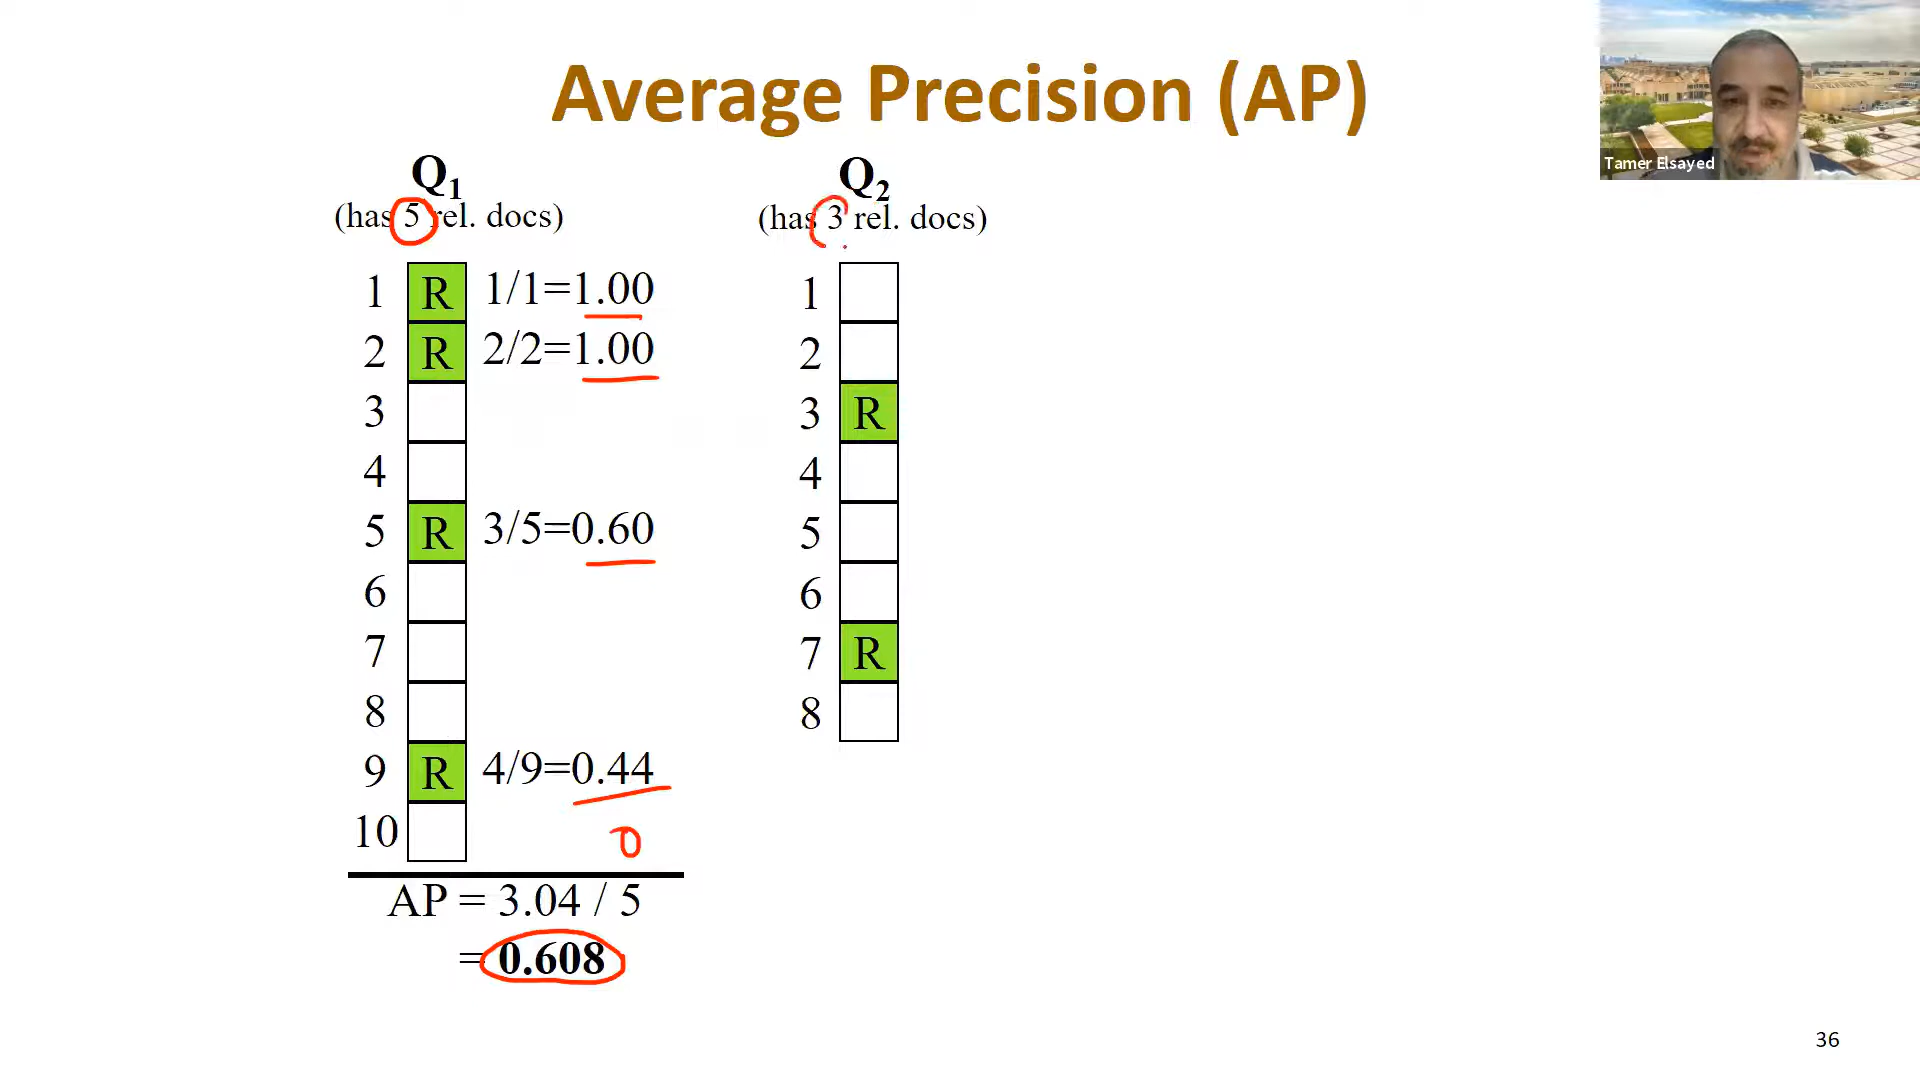 Average Precision (AP)
Tamer Elsayed
Q1
(has 5 rel. docs)
1 R 1/1=1.00
2 R 2/2=1.00
3
4
5 R 3/5=0.60
6
7
8
9 R 4/9=0.44
10
0
AP = 3.04 / 5
= 0.608
Q2
(has 3 rel. docs)
1
2
3 R
4
5
6
7 R
8
36